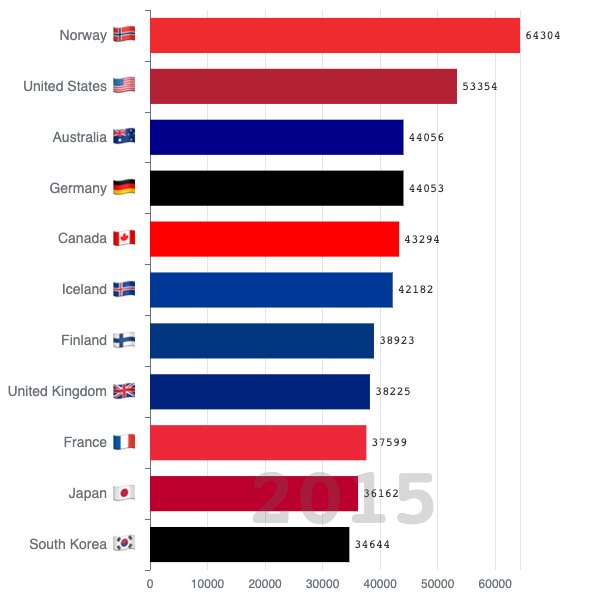 Norway 64304
United States 53354
Australia 44056
Germany 44053
Canada 43294
Iceland 42182
Finland 38923
United Kingdom 38225
France 37599
Japan 36162
2015
South Korea 34644
0 10000 20000 30000 40000 50000 60000